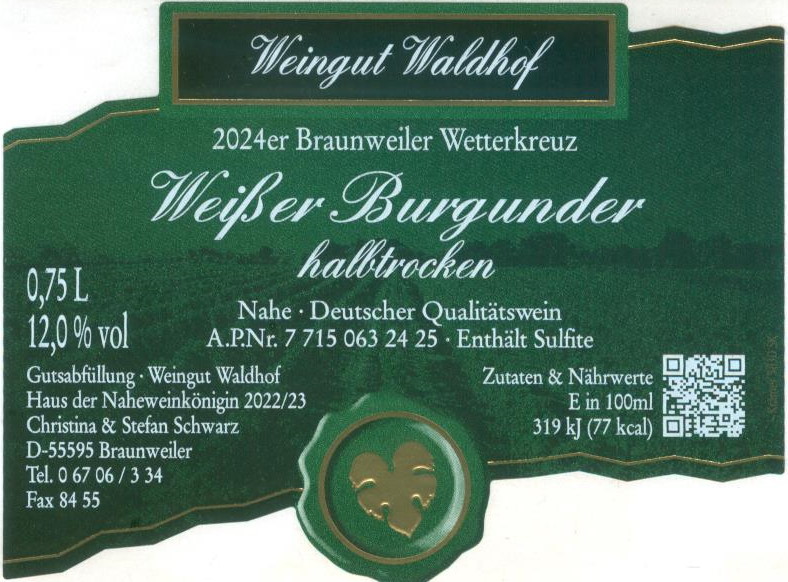 Weingut Waldhof
2024er Braunweiler Wetterkreuz
Weißer Burgunder
halbtrocken
0,75 L
12,0 % vol
Nahe · Deutscher Qualitätswein
A.P.Nr. 7 715 063 24 25 · Enthält Sulfite
Gutsabfüllung · Weingut Waldhof
Haus der Naheweinkönigin 2022/23
Christina & Stefan Schwarz
D-55595 Braunweiler
Tel. 0 67 06 / 3 34
Fax 84 55
Zutaten & Nährwerte
E in 100ml
319 kJ (77 kcal)